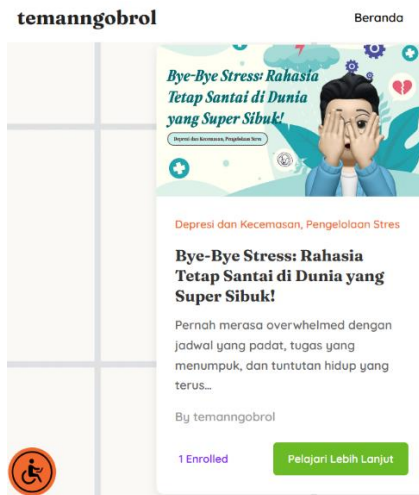 temanngobrol
Beranda
Bye-Bye Stress: Rahasia
Tetap Santai di Dunia
yang Super Sibuk!
Depresi dan Kecemasan, Pengelolaan Stres
Depresi dan Kecemasan, Pengelolaan Stres
Bye-Bye Stress: Rahasia
Tetap Santai di Dunia yang
Super Sibuk!
Pernah merasa overwhelmed dengan
jadwal yang padat, tugas yang
menumpuk, dan tuntutan hidup yang
terus…
By temanngobrol
1 Enrolled
Pelajari Lebih Lanjut